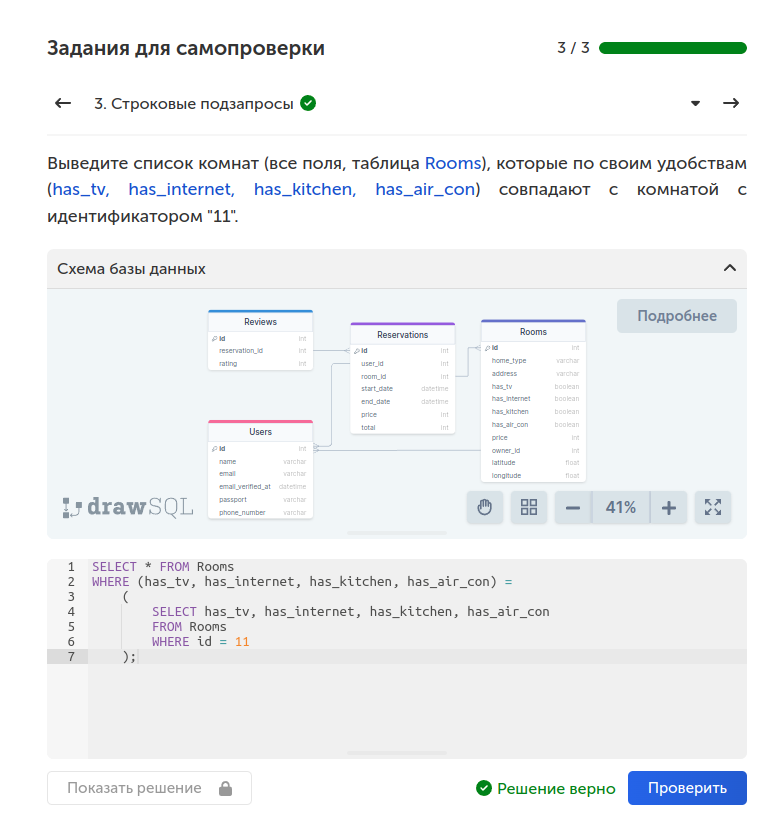 Задания для самопроверки
3 / 3
3. Строковые подзапросы
Выведите список комнат (все поля, таблица Rooms), которые по своим удобствам
(has_tv, has_internet, has_kitchen, has_air_con) совпадают с комнатой с
идентификатором "11".
Схема базы данных
Подробнее
Reviews
id int
reservation_id int
rating int
Reservations
id int
user_id int
room_id int
start_date datetime
end_date datetime
price int
total int
Rooms
id int
home_type varchar
address varchar
has_tv boolean
has_internet boolean
has_kitchen boolean
has_air_con boolean
price int
owner_id int
latitude float
longitude float
Users
id int
name varchar
email varchar
email_verified_at datetime
passport varchar
phone_number varchar
drawSQL
41%
1 SELECT * FROM Rooms
2 WHERE (has_tv, has_internet, has_kitchen, has_air_con) =
3 (
4 SELECT has_tv, has_internet, has_kitchen, has_air_con
5 FROM Rooms
6 WHERE id = 11
7 );
Показать решение
Решение верно
Проверить